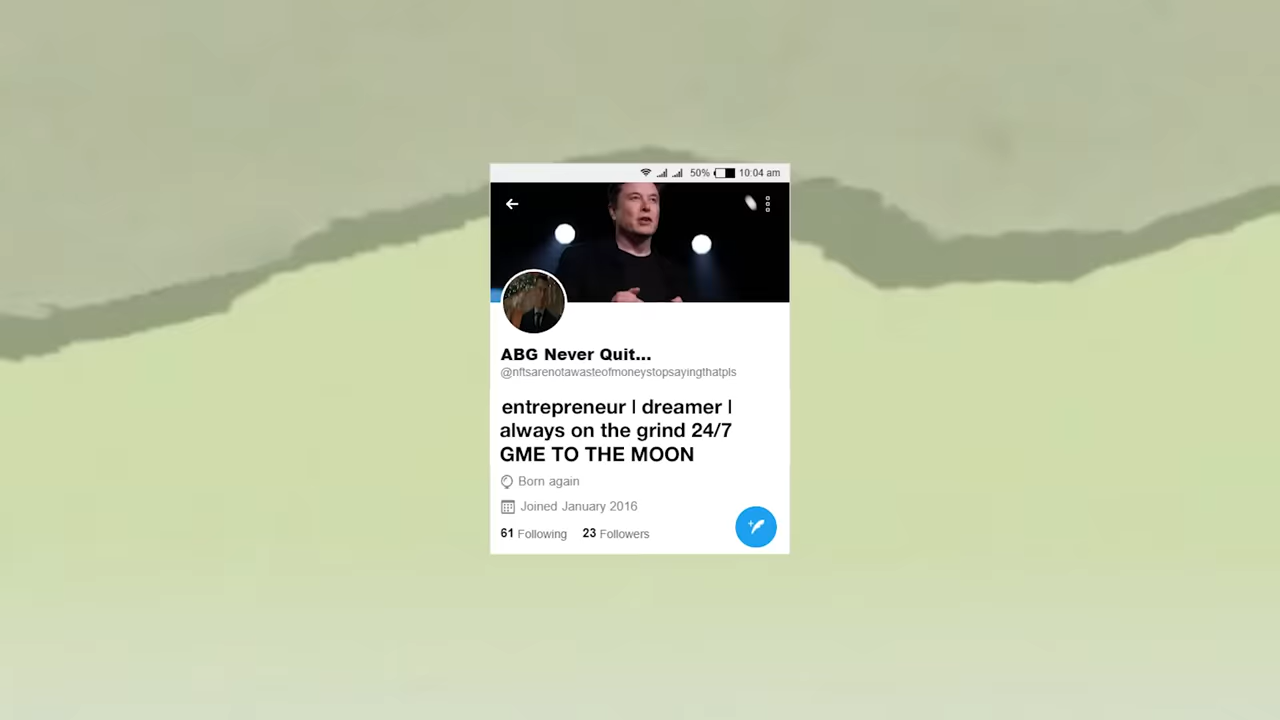 50% 10:04 am
ABG Never Quit...
@nftsarenotawasteofmoneystopsayingthatpls
entrepreneur | dreamer |
always on the grind 24/7
GME TO THE MOON
Born again
Joined January 2016
61 Following 23 Followers